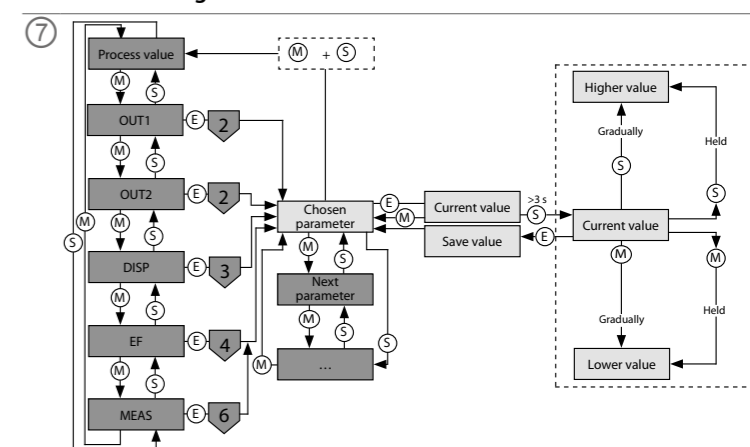 7
Process value
M + S
M
S
OUT1
E
2
M
S
OUT2
E
2
M
S
M
S
DISP
E
3
M
S
EF
E
4
M
S
MEAS
E
6
Chosen
parameter
M
S
Next
parameter
M
S
...
M
S
E
M
Current value
Save value
>3 s
S
E
Higher value
Gradually
S
Held
S
Current value
M
M
Gradually
Held
Lower value